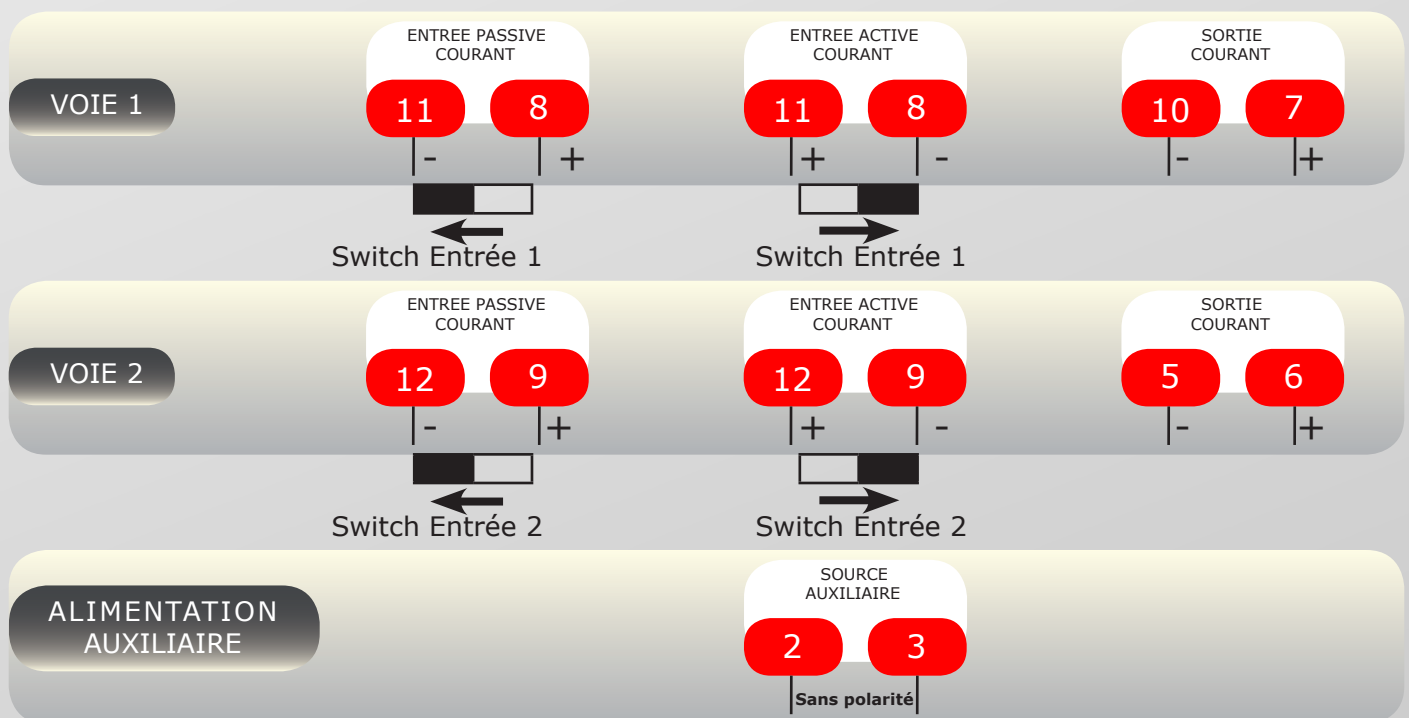 VOIE 1
ENTREE PASSIVE
COURANT
11 8
- +
Switch Entrée 1
ENTREE ACTIVE
COURANT
11 8
+ -
Switch Entrée 1
SORTIE
COURANT
10 7
- +
VOIE 2
ENTREE PASSIVE
COURANT
12 9
- +
Switch Entrée 2
ENTREE ACTIVE
COURANT
12 9
+ -
Switch Entrée 2
SORTIE
COURANT
5 6
- +
ALIMENTATION
AUXILIAIRE
SOURCE
AUXILIAIRE
2 3
Sans polarité